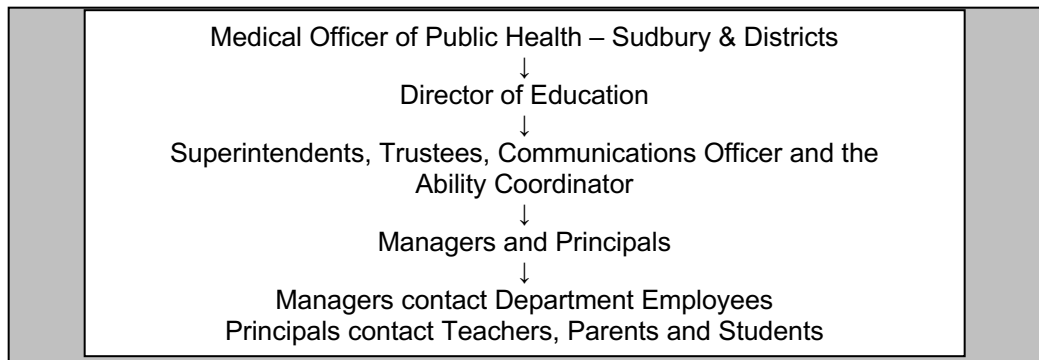 Medical Officer of Public Health – Sudbury & Districts
↓
Director of Education
↓
Superintendents, Trustees, Communications Officer and the
Ability Coordinator
↓
Managers and Principals
↓
Managers contact Department Employees
Principals contact Teachers, Parents and Students